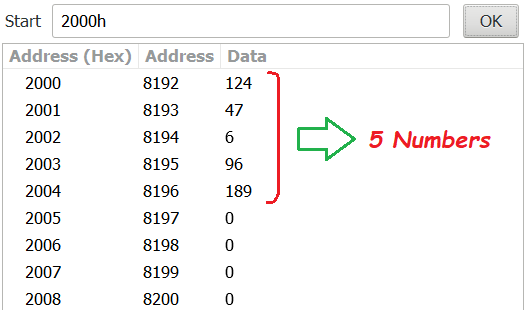 Start 2000h OK
Address (Hex) Address Data
2000 8192 124
2001 8193 47
2002 8194 6
2003 8195 96
2004 8196 189
2005 8197 0
2006 8198 0
2007 8199 0
2008 8200 0
5 Numbers